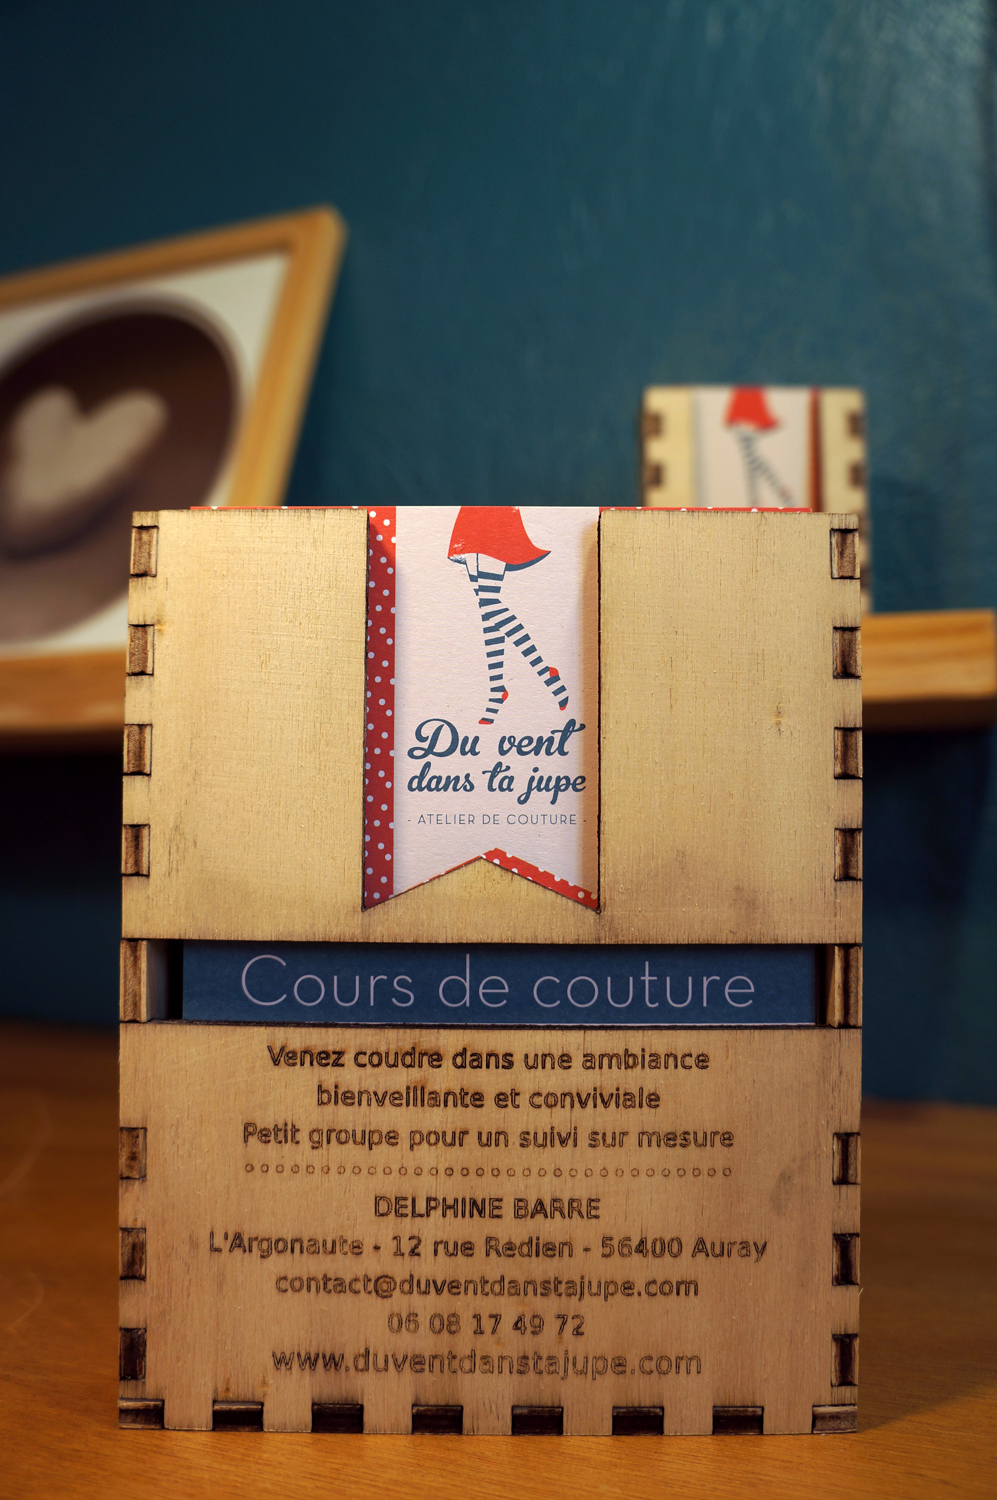 Du vent
dans ta jupe
- ATELIER DE COUTURE -
Cours de couture
Venez coudre dans une ambiance
bienveillante et conviviale
Petit groupe pour un suivi sur mesure
DELPHINE BARRE
L'Argonaute - 12 rue Redien - 56400 Auray
contact@duventdanstajupe.com
06 08 17 49 72
www.duventdanstajupe.com